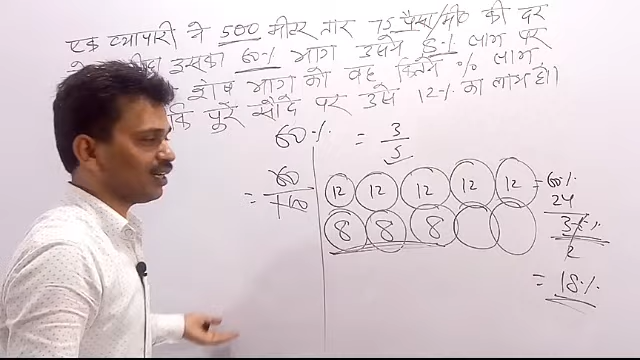 एक व्यापारी ने 500 मीटर तार 75 पैसा/मी० की दर
उसका 60% भाग उसने 8% लाभ पर
शेष भाग को वह कितने % लाभ
कि पूरे सौदे पर उसे 12% का लाभ हो।
60% = 3/5
= 60/100
12 12 12 12 12 = 60%
8 8 8 24
36%
2
= 18%